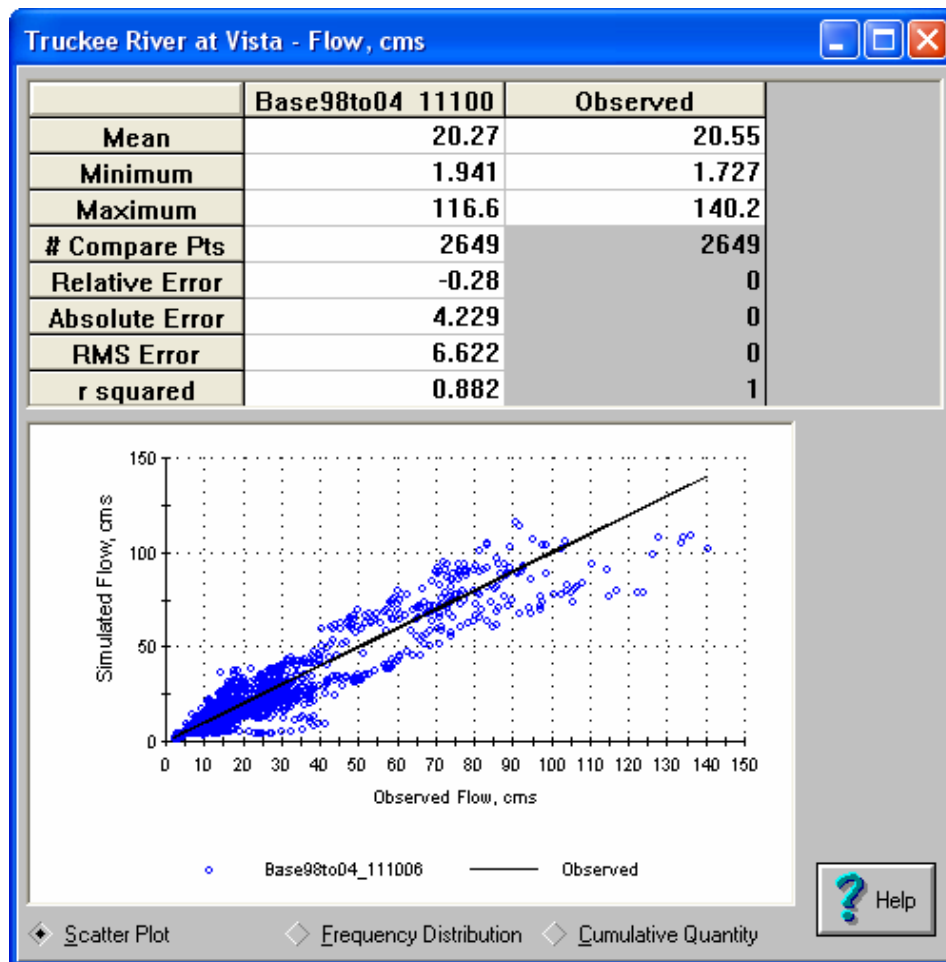 Truckee River at Vista - Flow, cms
Base98to04_11100 Observed
Mean 20.27 20.55
Minimum 1.941 1.727
Maximum 116.6 140.2
# Compare Pts 2649 2649
Relative Error -0.28 0
Absolute Error 4.229 0
RMS Error 6.622 0
r squared 0.882 1
150
100
50
0
Simulated Flow, cms
0 10 20 30 40 50 60 70 80 90 100 110 120 130 140 150
Observed Flow, cms
Base98to04_111006 Observed
? Help
Scatter Plot Frequency Distribution Cumulative Quantity